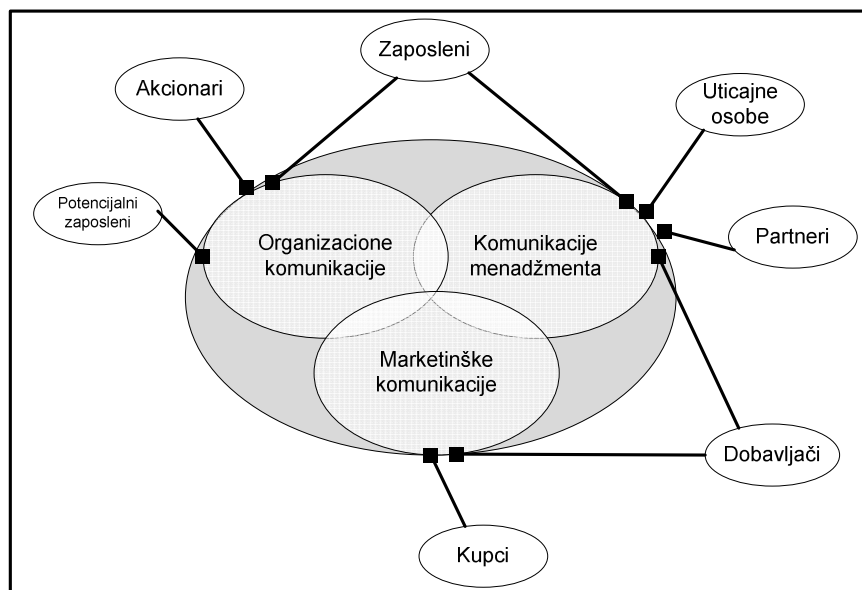 Zaposleni
Akcionari
Uticajne
osobe
Potencijalni
zaposleni
Partneri
Organizacione
komunikacije
Komunikacije
menadžmenta
Marketinške
komunikacije
Dobavljači
Kupci